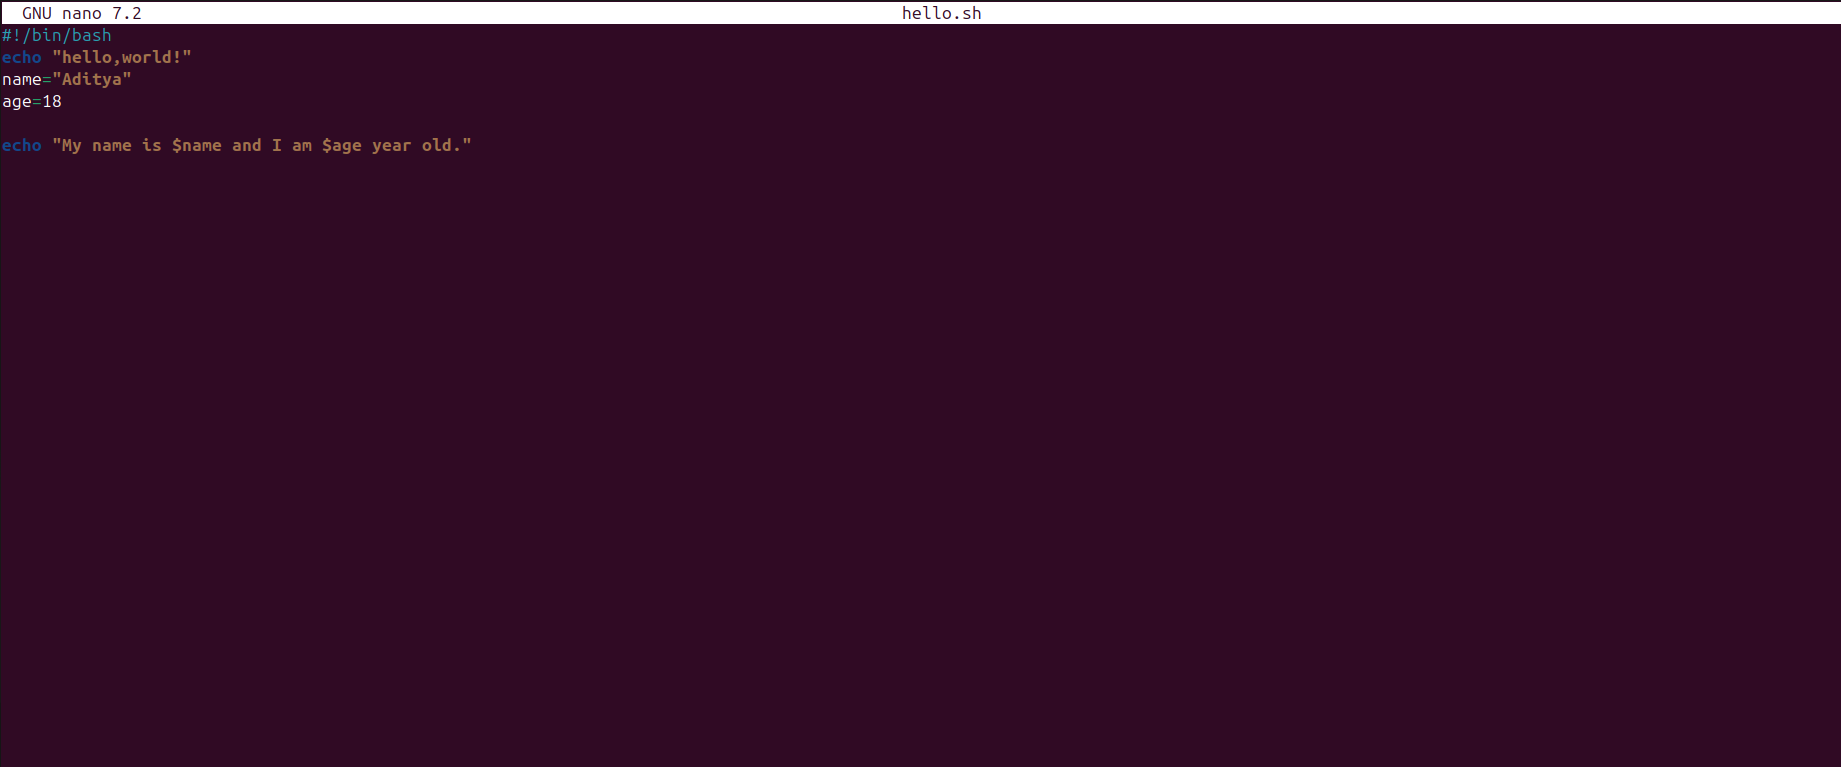 GNU nano 7.2 hello.sh
#!/bin/bash
echo "hello,world!"
name="Aditya"
age=18
echo "My name is $name and I am $age year old."